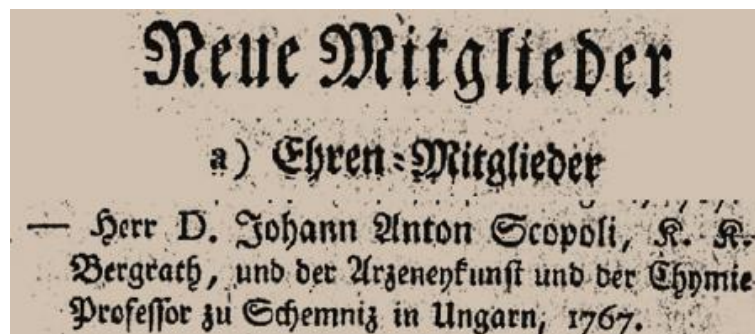 Neue Mitglieder
a) Ehren-Mitglieder
— Herr D. Johann Anton Scopoli, K. K.
Bergrath, und der Arzeneykunst und der Chymie
Professor zu Schemniz in Ungarn, 1767.